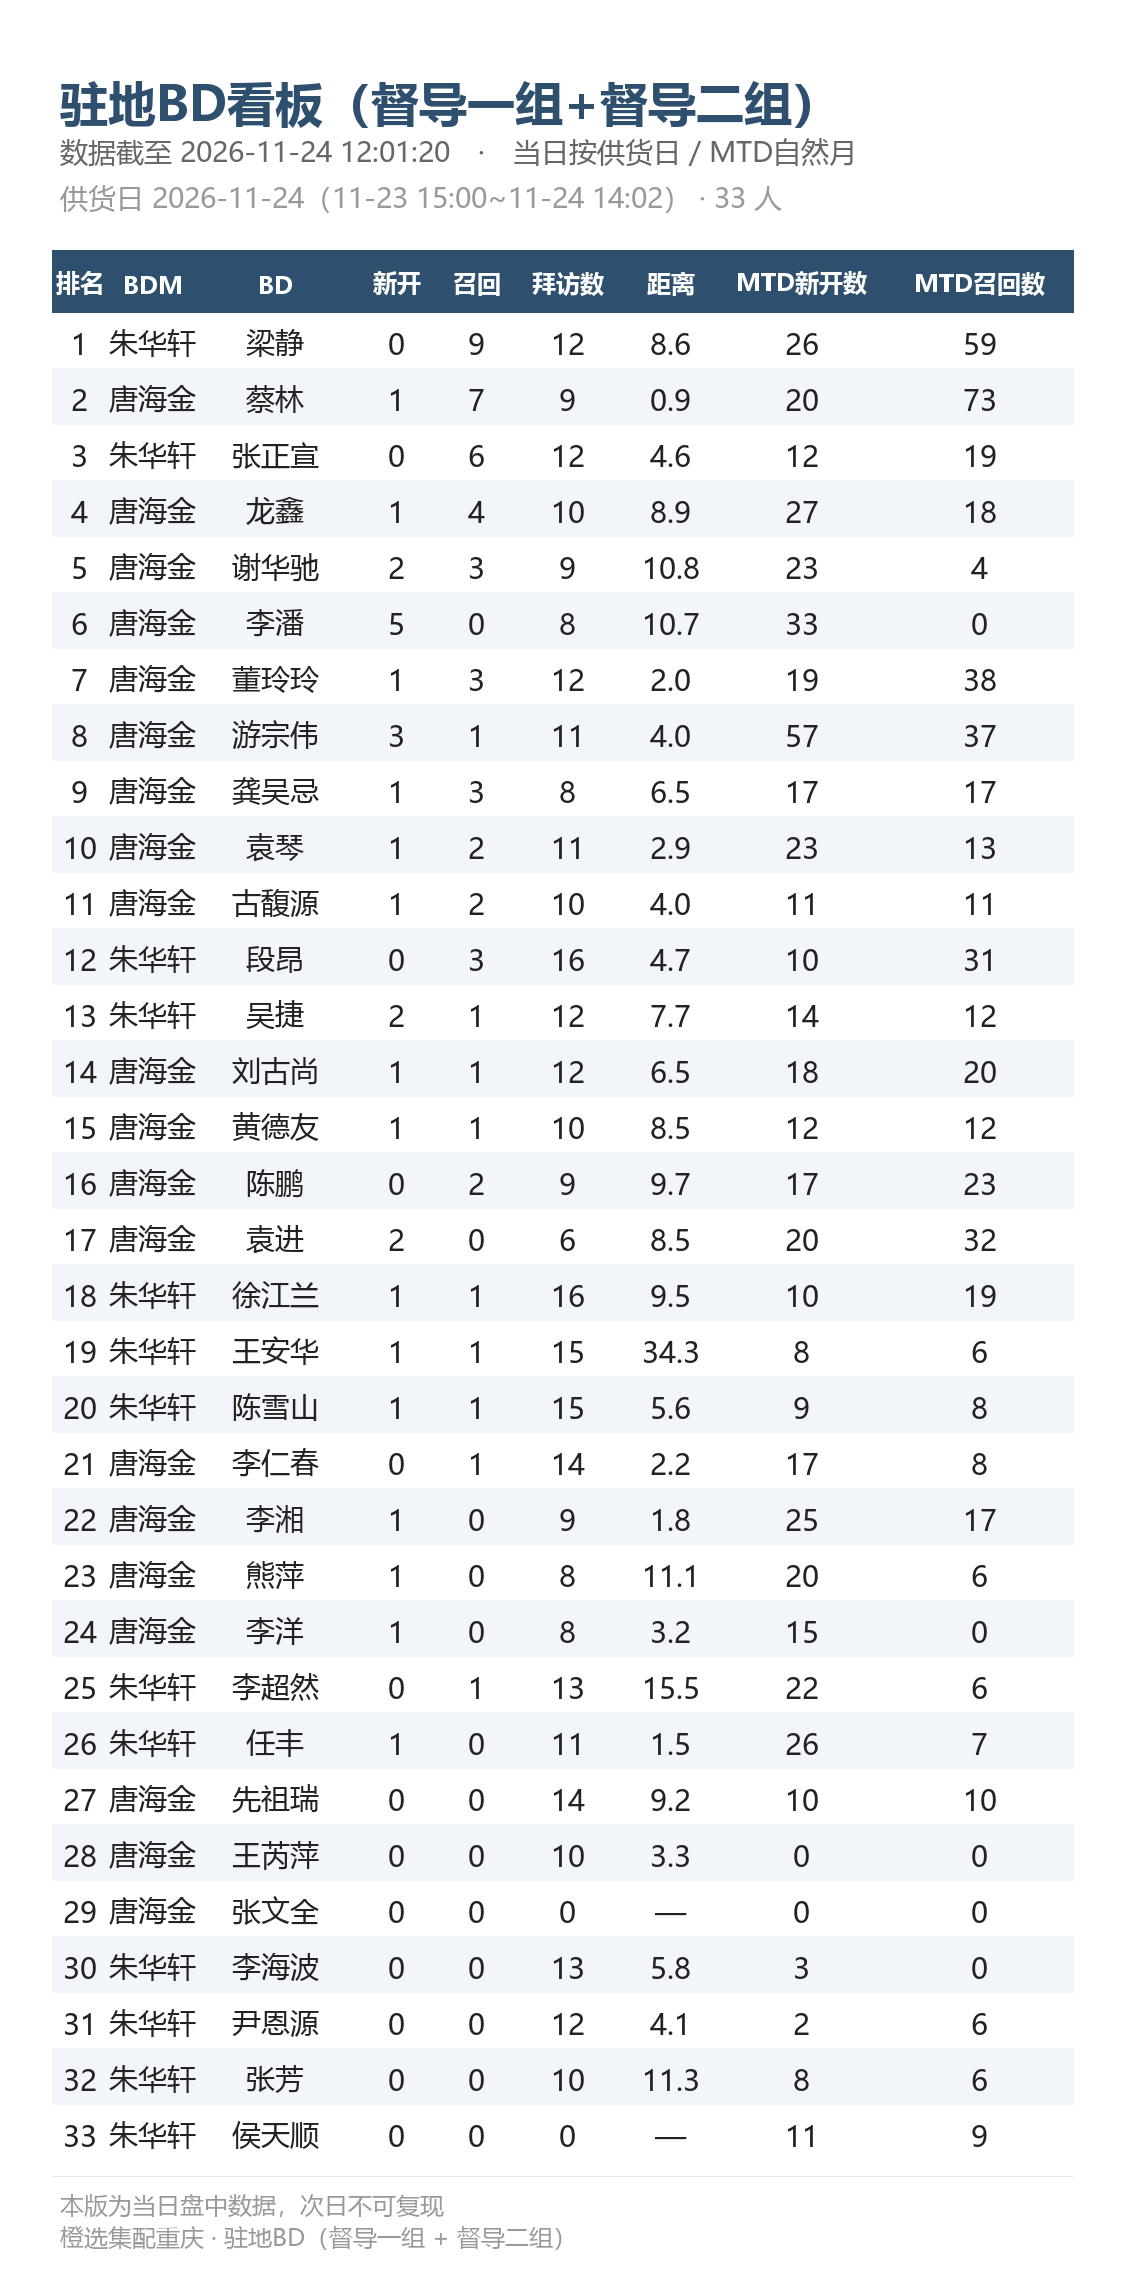 驻地BD看板（督导一组+督导二组）
数据截至 2026-11-24 12:01:20 · 当日按供货日 / MTD自然月
供货日 2026-11-24（11-23 15:00~11-24 14:02） · 33 人
排名 BDM BD 新开 召回 拜访数 距离 MTD新开数 MTD召回数
1 朱华轩 梁静 0 9 12 8.6 26 59
2 唐海金 蔡林 1 7 9 0.9 20 73
3 朱华轩 张正宣 0 6 12 4.6 12 19
4 唐海金 龙鑫 1 4 10 8.9 27 18
5 唐海金 谢华驰 2 3 9 10.8 23 4
6 唐海金 李潘 5 0 8 10.7 33 0
7 唐海金 董玲玲 1 3 12 2.0 19 38
8 唐海金 游宗伟 3 1 11 4.0 57 37
9 唐海金 龚吴忌 1 3 8 6.5 17 17
10 唐海金 袁琴 1 2 11 2.9 23 13
11 唐海金 古馥源 1 2 10 4.0 11 11
12 朱华轩 段昂 0 3 16 4.7 10 31
13 朱华轩 吴捷 2 1 12 7.7 14 12
14 唐海金 刘古尚 1 1 12 6.5 18 20
15 唐海金 黄德友 1 1 10 8.5 12 12
16 唐海金 陈鹏 0 2 9 9.7 17 23
17 唐海金 袁进 2 0 6 8.5 20 32
18 朱华轩 徐江兰 1 1 16 9.5 10 19
19 朱华轩 王安华 1 1 15 34.3 8 6
20 朱华轩 陈雪山 1 1 15 5.6 9 8
21 唐海金 李仁春 0 1 14 2.2 17 8
22 唐海金 李湘 1 0 9 1.8 25 17
23 唐海金 熊萍 1 0 8 11.1 20 6
24 唐海金 李洋 1 0 8 3.2 15 0
25 朱华轩 李超然 0 1 13 15.5 22 6
26 朱华轩 任丰 1 0 11 1.5 26 7
27 唐海金 先祖瑞 0 0 14 9.2 10 10
28 唐海金 王芮萍 0 0 10 3.3 0 0
29 唐海金 张文全 0 0 0 — 0 0
30 朱华轩 李海波 0 0 13 5.8 3 0
31 朱华轩 尹恩源 0 0 12 4.1 2 6
32 朱华轩 张芳 0 0 10 11.3 8 6
33 朱华轩 侯天顺 0 0 0 — 11 9
本版为当日盘中数据，次日不可复现
橙选集配重庆 · 驻地BD（督导一组 + 督导二组）